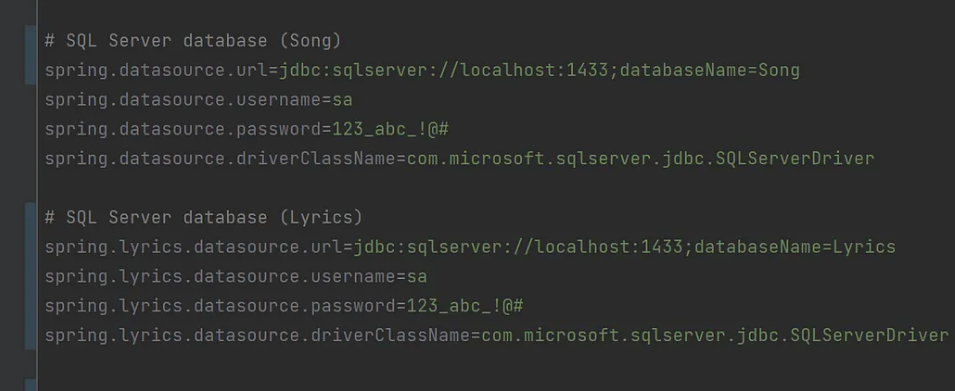 # SQL Server database (Song)
spring.datasource.url=jdbc:sqlserver://localhost:1433;databaseName=Song
spring.datasource.username=sa
spring.datasource.password=123_abc_!@#
spring.datasource.driverClassName=com.microsoft.sqlserver.jdbc.SQLServerDriver
# SQL Server database (Lyrics)
spring.lyrics.datasource.url=jdbc:sqlserver://localhost:1433;databaseName=Lyrics
spring.lyrics.datasource.username=sa
spring.lyrics.datasource.password=123_abc_!@#
spring.lyrics.datasource.driverClassName=com.microsoft.sqlserver.jdbc.SQLServerDriver